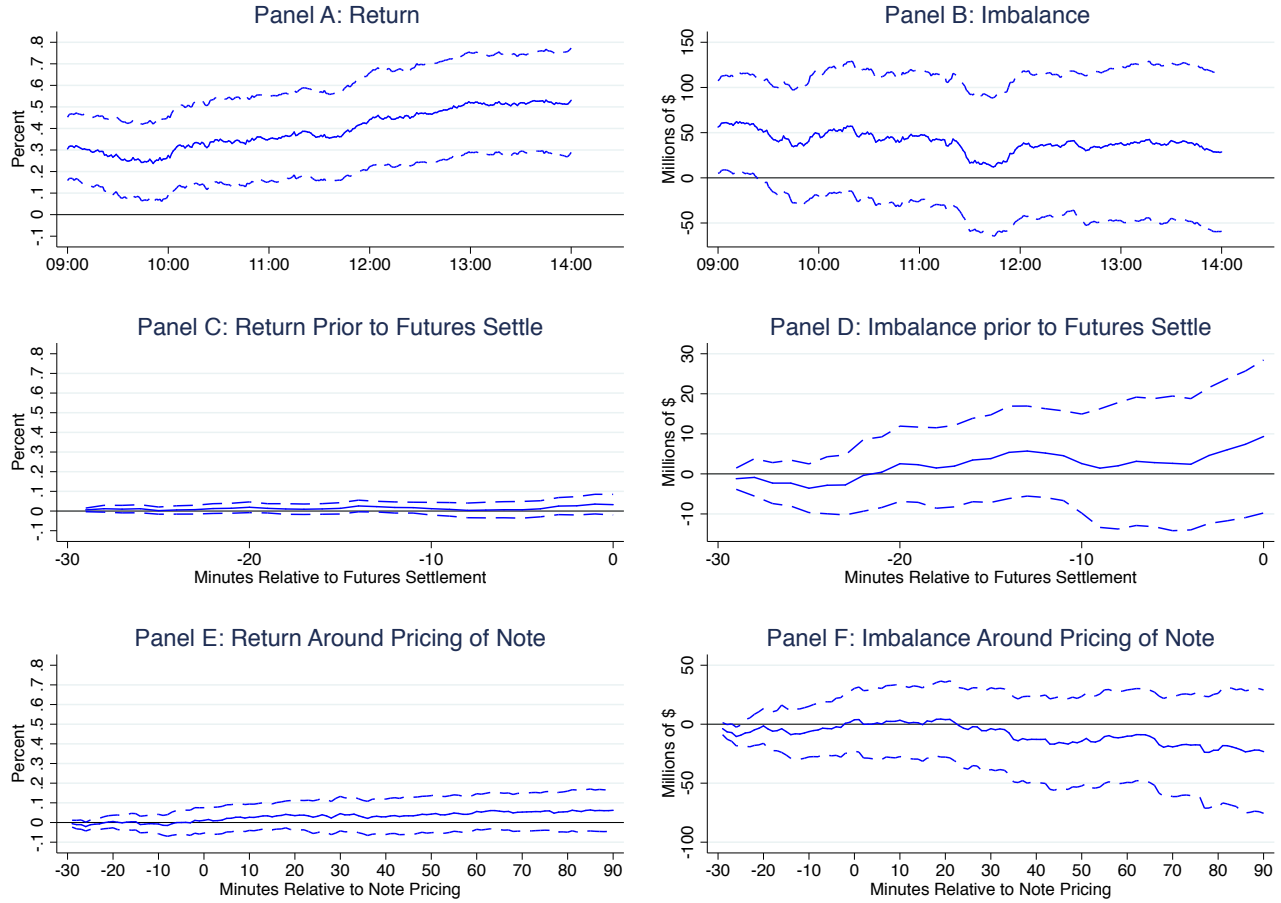 Panel A: Return
Percent
-.1 0 .1 .2 .3 .4 .5 .6 .7 .8
09:00 10:00 11:00 12:00 13:00 14:00
Panel B: Imbalance
Millions of $
-50 0 50 100 150
09:00 10:00 11:00 12:00 13:00 14:00
Panel C: Return Prior to Futures Settle
Percent
-.1 0 .1 .2 .3 .4 .5 .6 .7 .8
-30 -20 -10 0
Minutes Relative to Futures Settlement
Panel D: Imbalance prior to Futures Settle
Millions of $
-10 0 10 20 30
-30 -20 -10 0
Minutes Relative to Futures Settlement
Panel E: Return Around Pricing of Note
Percent
-.1 0 .1 .2 .3 .4 .5 .6 .7 .8
-30 -20 -10 0 10 20 30 40 50 60 70 80 90
Minutes Relative to Note Pricing
Panel F: Imbalance Around Pricing of Note
Millions of $
-100 -50 0 50
-30 -20 -10 0 10 20 30 40 50 60 70 80 90
Minutes Relative to Note Pricing